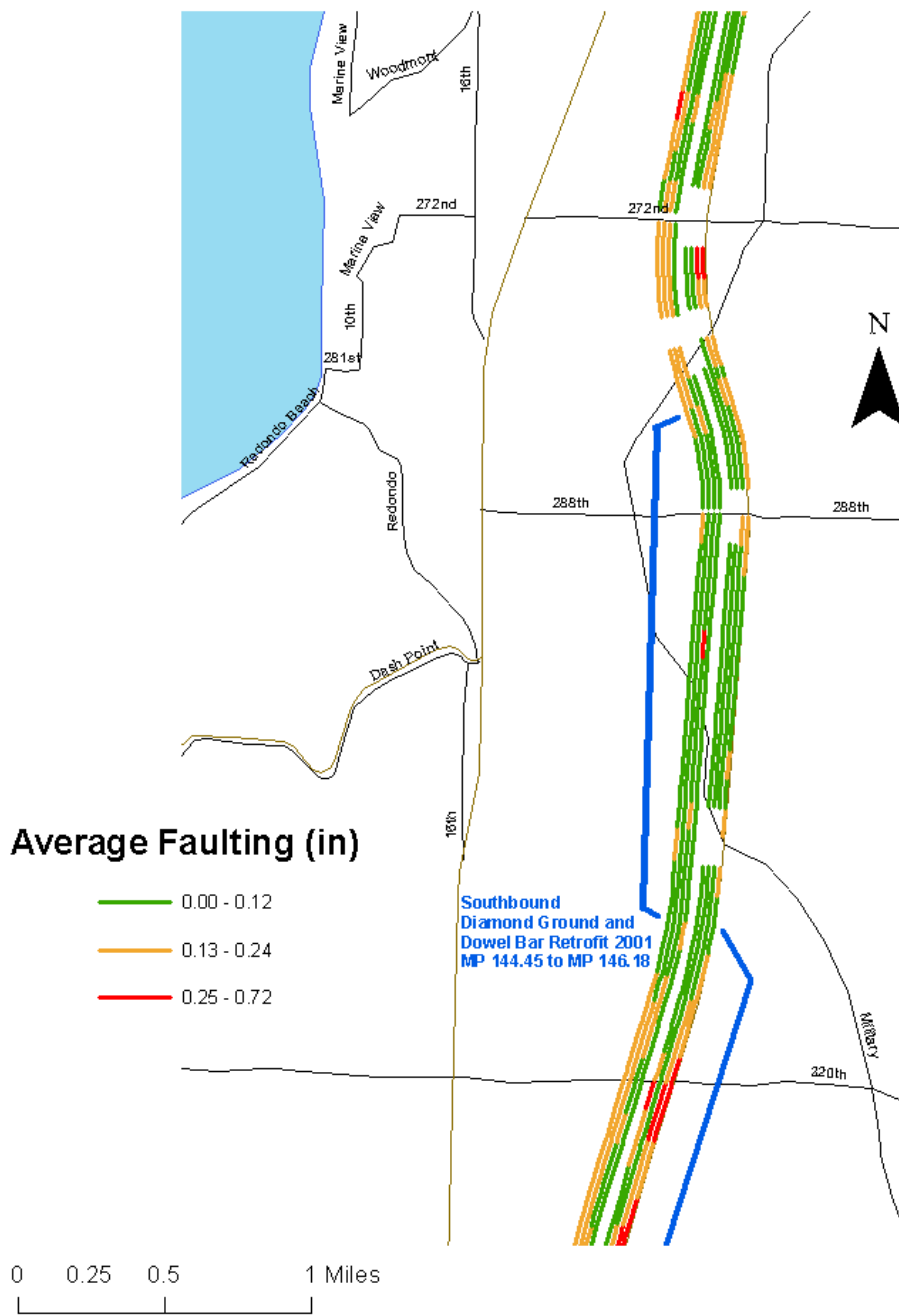 Marine View
Woodmont
16th
Marine View
272nd
272nd
10th
281st
N
Redondo Beach
Redondo
288th
288th
Dash Point
16th
Average Faulting (in)
0.00 - 0.12
0.13 - 0.24
0.25 - 0.72
Southbound
Diamond Ground and
Dowel Bar Retrofit 2001
MP 144.45 to MP 146.18
Military
320th
0 0.25 0.5 1 Miles